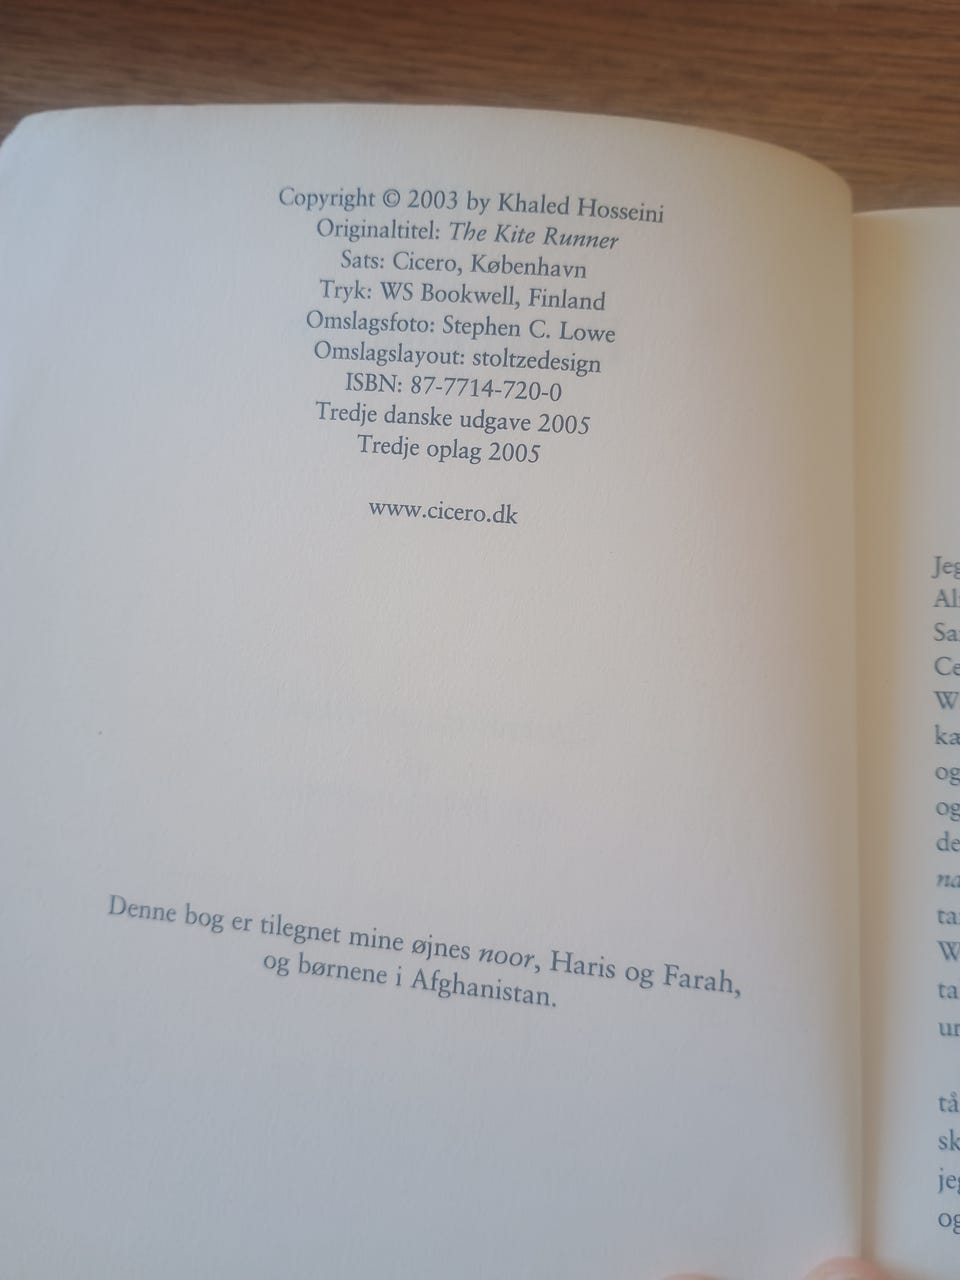 Copyright © 2003 by Khaled Hosseini
Originaltitel: The Kite Runner
Sats: Cicero, København
Tryk: WS Bookwell, Finland
Omslagsfoto: Stephen C. Lowe
Omslagslayout: stoltzedesign
ISBN: 87-7714-720-0
Tredje danske udgave 2005
Tredje oplag 2005
www.cicero.dk
Denne bog er tilegnet mine øjnes noor, Haris og Farah,
og børnene i Afghanistan.